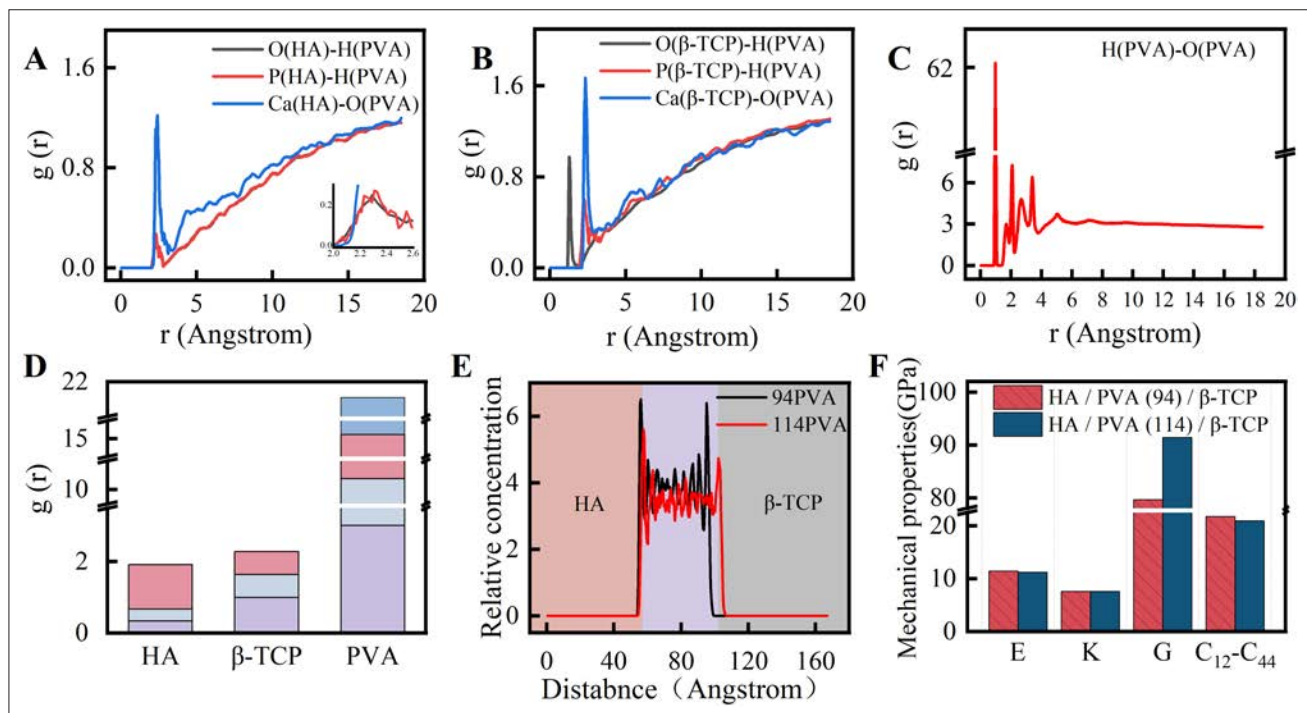 A
O(HA)-H(PVA)
P(HA)-H(PVA)
Ca(HA)-O(PVA)
g (r)
1.6
0.8
0.0
0.2
0.0
2.0 2.2 2.4 2.6
0 5 10 15 20
r (Angstrom)
B
O(β-TCP)-H(PVA)
P(β-TCP)-H(PVA)
Ca(β-TCP)-O(PVA)
g (r)
1.6
0.8
0.0
0 5 10 15 20
r (Angstrom)
C
H(PVA)-O(PVA)
g (r)
62
6
3
0
0 2 4 6 8 10 12 14 16 18 20
r (Angstrom)
D
g (r)
22
15
10
2
0
HA β-TCP PVA
E
94PVA
114PVA
Relative concentration
6
4
2
0
HA
β-TCP
0 40 80 120 160
Distabnce（Angstrom）
F
HA / PVA (94) / β-TCP
HA / PVA (114) / β-TCP
Mechanical properties(GPa)
100
90
80
20
10
0
E K G C12-C44